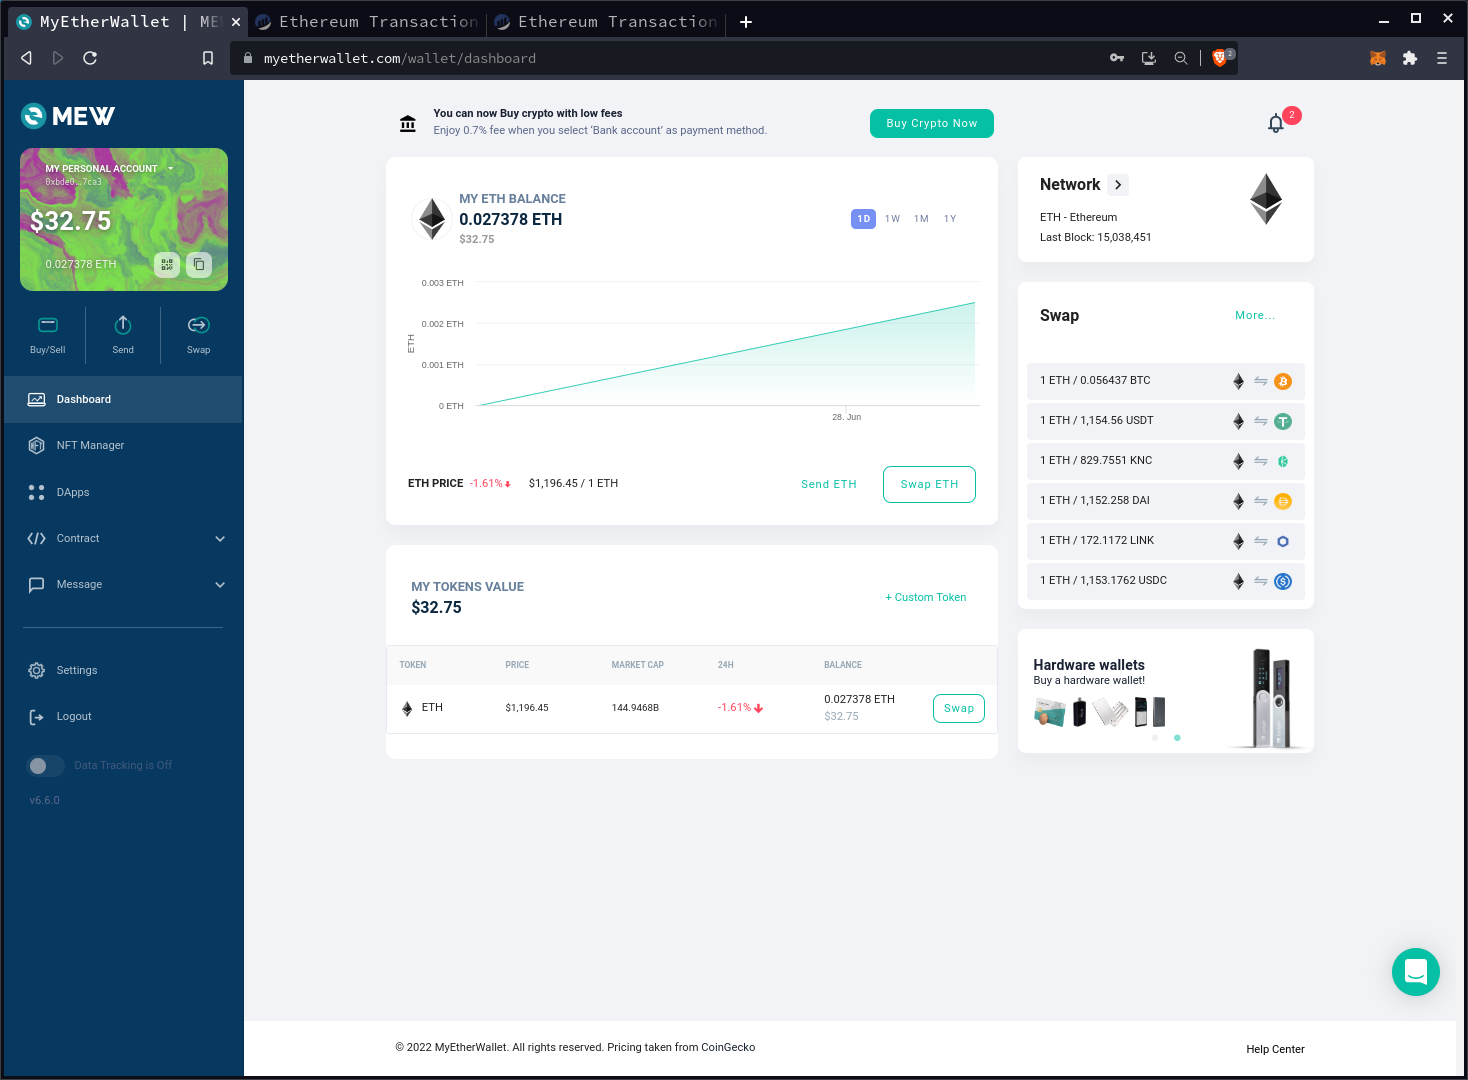 MyEtherWallet | ME
Ethereum Transaction
Ethereum Transaction
myetherwallet.com/wallet/dashboard
2
MEW
MY PERSONAL ACCOUNT
0xbde0..7ca3
$32.75
0.027378 ETH
Buy/Sell
Send
Swap
Dashboard
NFT Manager
DApps
Contract
Message
Settings
Logout
Data Tracking is Off
v6.6.0
You can now Buy crypto with low fees
Enjoy 0.7% fee when you select ‘Bank account’ as payment method.
Buy Crypto Now
2
MY ETH BALANCE
0.027378 ETH
$32.75
1D 1W 1M 1Y
0.003 ETH
0.002 ETH
0.001 ETH
0 ETH
ETH
28. Jun
ETH PRICE -1.61% $1,196.45 / 1 ETH
Send ETH
Swap ETH
MY TOKENS VALUE
$32.75
+ Custom Token
TOKEN PRICE MARKET CAP 24H BALANCE
ETH $1,196.45 144.9468B -1.61% 0.027378 ETH
$32.75
Swap
Network
ETH - Ethereum
Last Block: 15,038,451
Swap
More...
1 ETH / 0.056437 BTC
1 ETH / 1,154.56 USDT
1 ETH / 829.7551 KNC
1 ETH / 1,152.258 DAI
1 ETH / 172.1172 LINK
1 ETH / 1,153.1762 USDC
Hardware wallets
Buy a hardware wallet!
© 2022 MyEtherWallet. All rights reserved. Pricing taken from CoinGecko
Help Center